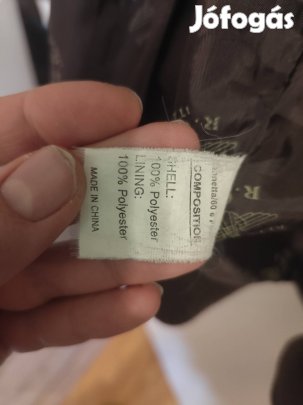 Jófogás
COMPOSITION
SHELL:
100% Polyester
LINING:
100% Polyester
MADE IN CHINA
R.
R.